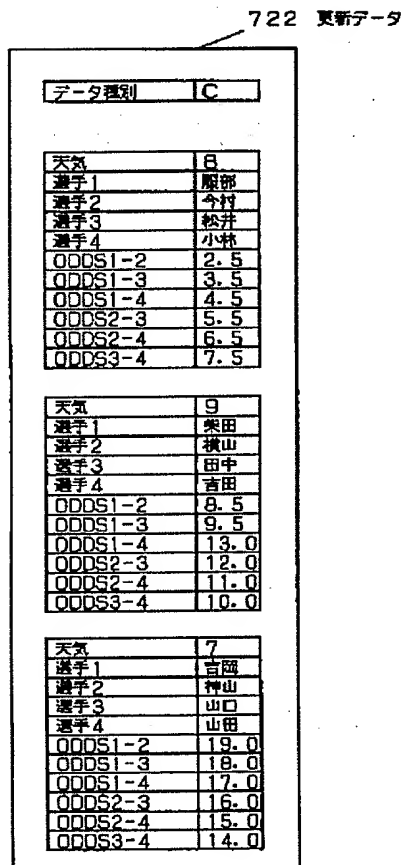 722 更新データ
データ種別 C
天気 8
選手1 服部
選手2 今村
選手3 松井
選手4 小林
ODDS1-2 2.5
ODDS1-3 3.5
ODDS1-4 4.5
ODDS2-3 5.5
ODDS2-4 6.5
ODDS3-4 7.5
天気 9
選手1 柴田
選手2 横山
選手3 田中
選手4 吉田
ODDS1-2 8.5
ODDS1-3 9.5
ODDS1-4 13.0
ODDS2-3 12.0
ODDS2-4 11.0
ODDS3-4 10.0
天気 7
選手1 吉岡
選手2 神山
選手3 山口
選手4 山田
ODDS1-2 19.0
ODDS1-3 18.0
ODDS1-4 17.0
ODDS2-3 16.0
ODDS2-4 15.0
ODDS3-4 14.0